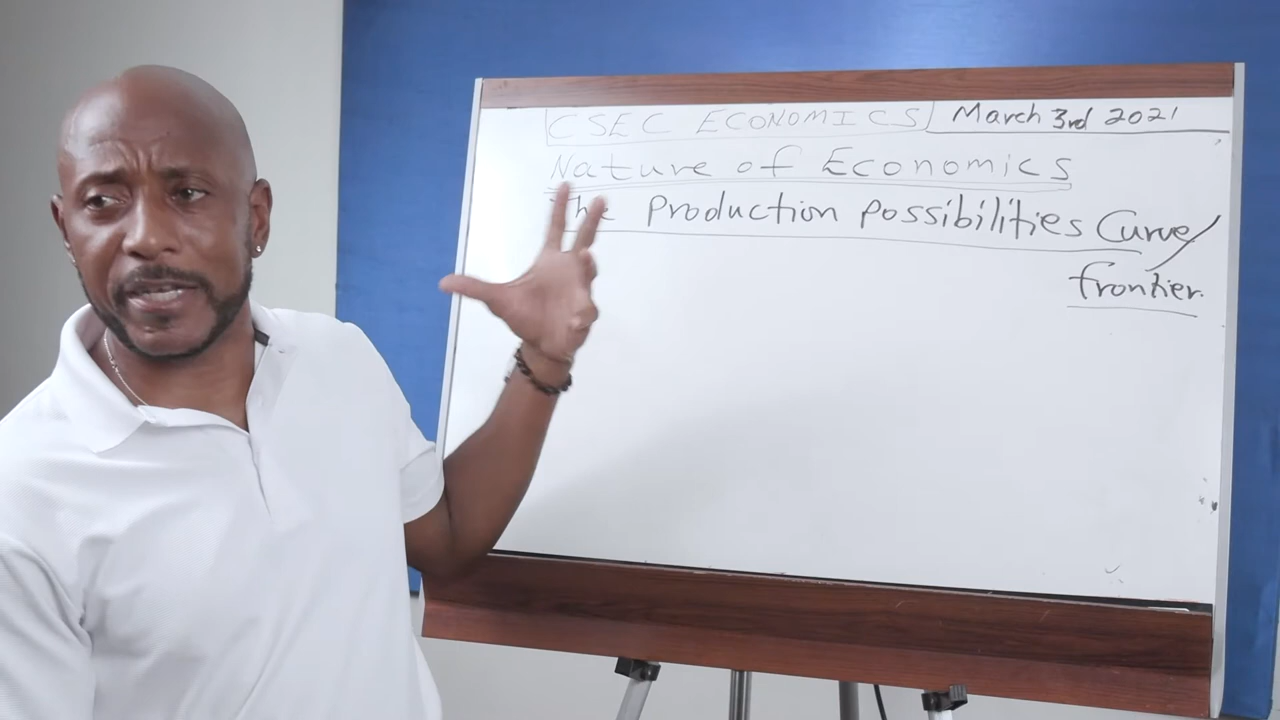 CSEC ECONOMICS March 3rd 2021
Nature of Economics
The Production Possibilities Curve/
frontier.